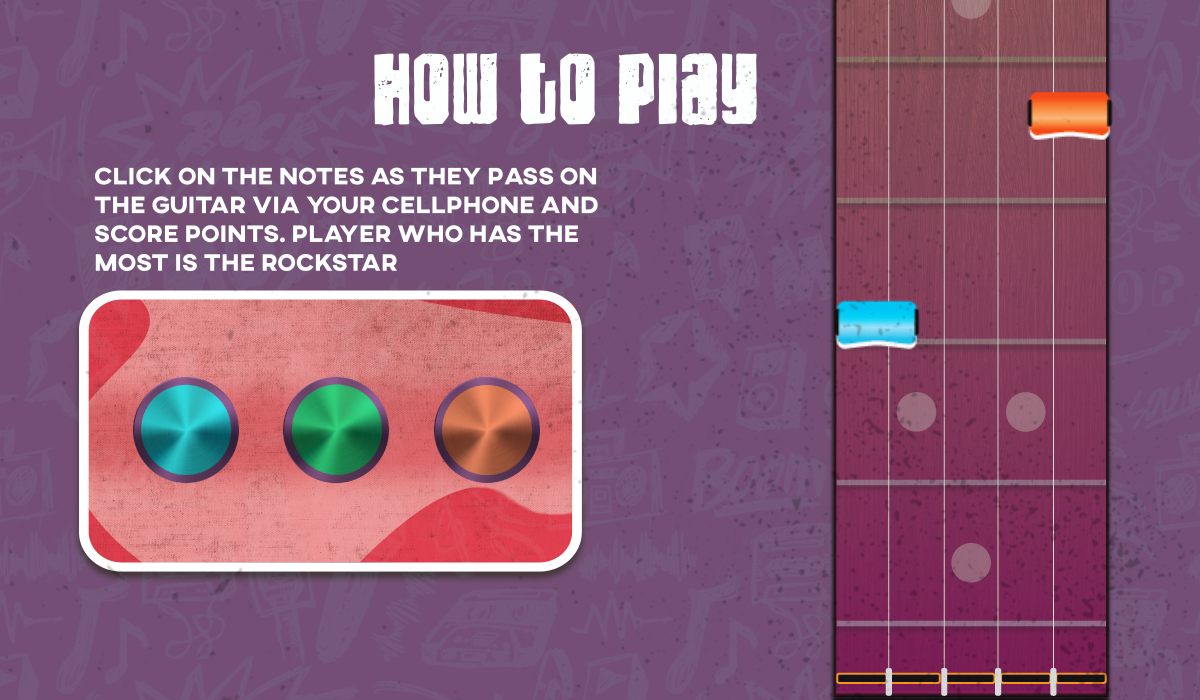 How to Play
CLICK ON THE NOTES AS THEY PASS ON
THE GUITAR VIA YOUR CELLPHONE AND
SCORE POINTS. PLAYER WHO HAS THE
MOST IS THE ROCKSTAR